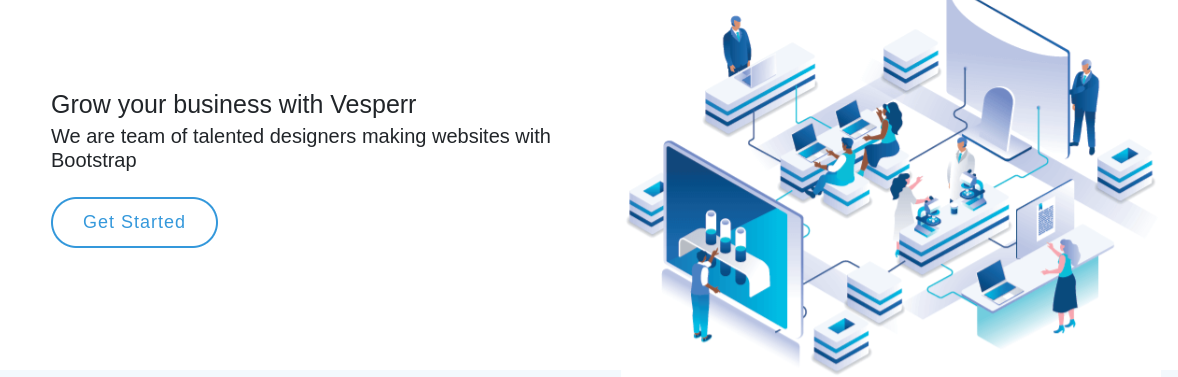 Grow your business with Vesperr
We are team of talented designers making websites with
Bootstrap
Get Started